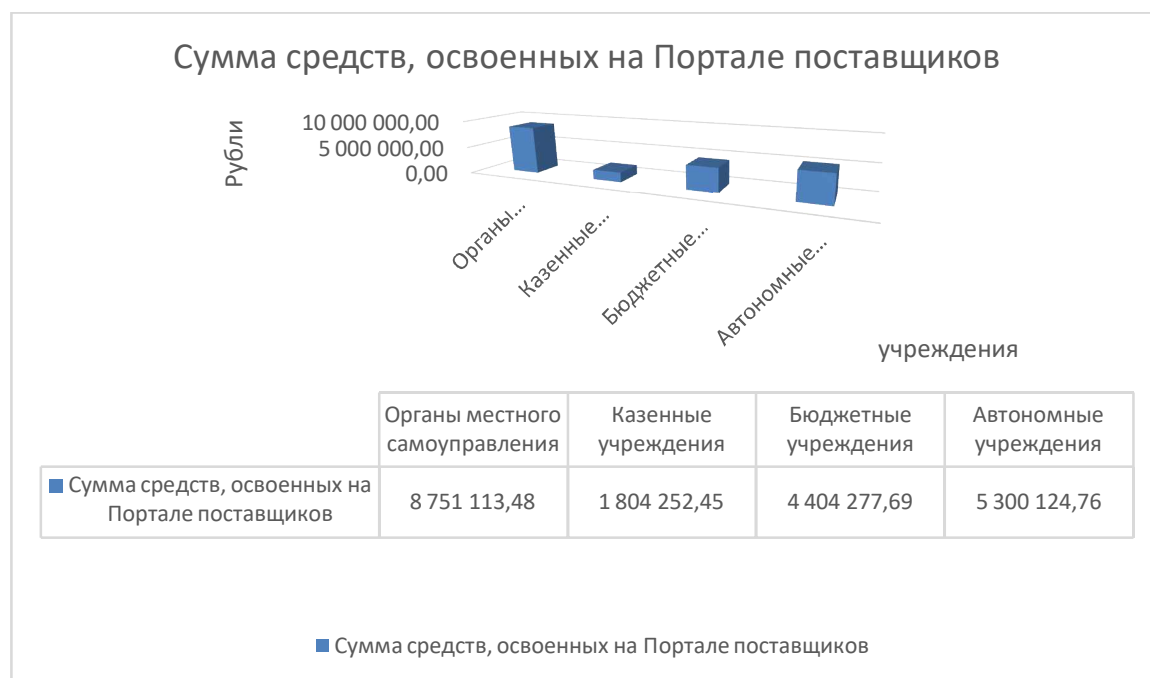 Сумма средств, освоенных на Портале поставщиков
Рубли
10 000 000,00
5 000 000,00
0,00
Органы...
Казенные...
Бюджетные...
Автономные...
учреждения
Органы местного
самоуправления
Казенные
учреждения
Бюджетные
учреждения
Автономные
учреждения
Сумма средств, освоенных на
Портале поставщиков
8 751 113,48
1 804 252,45
4 404 277,69
5 300 124,76
Сумма средств, освоенных на Портале поставщиков